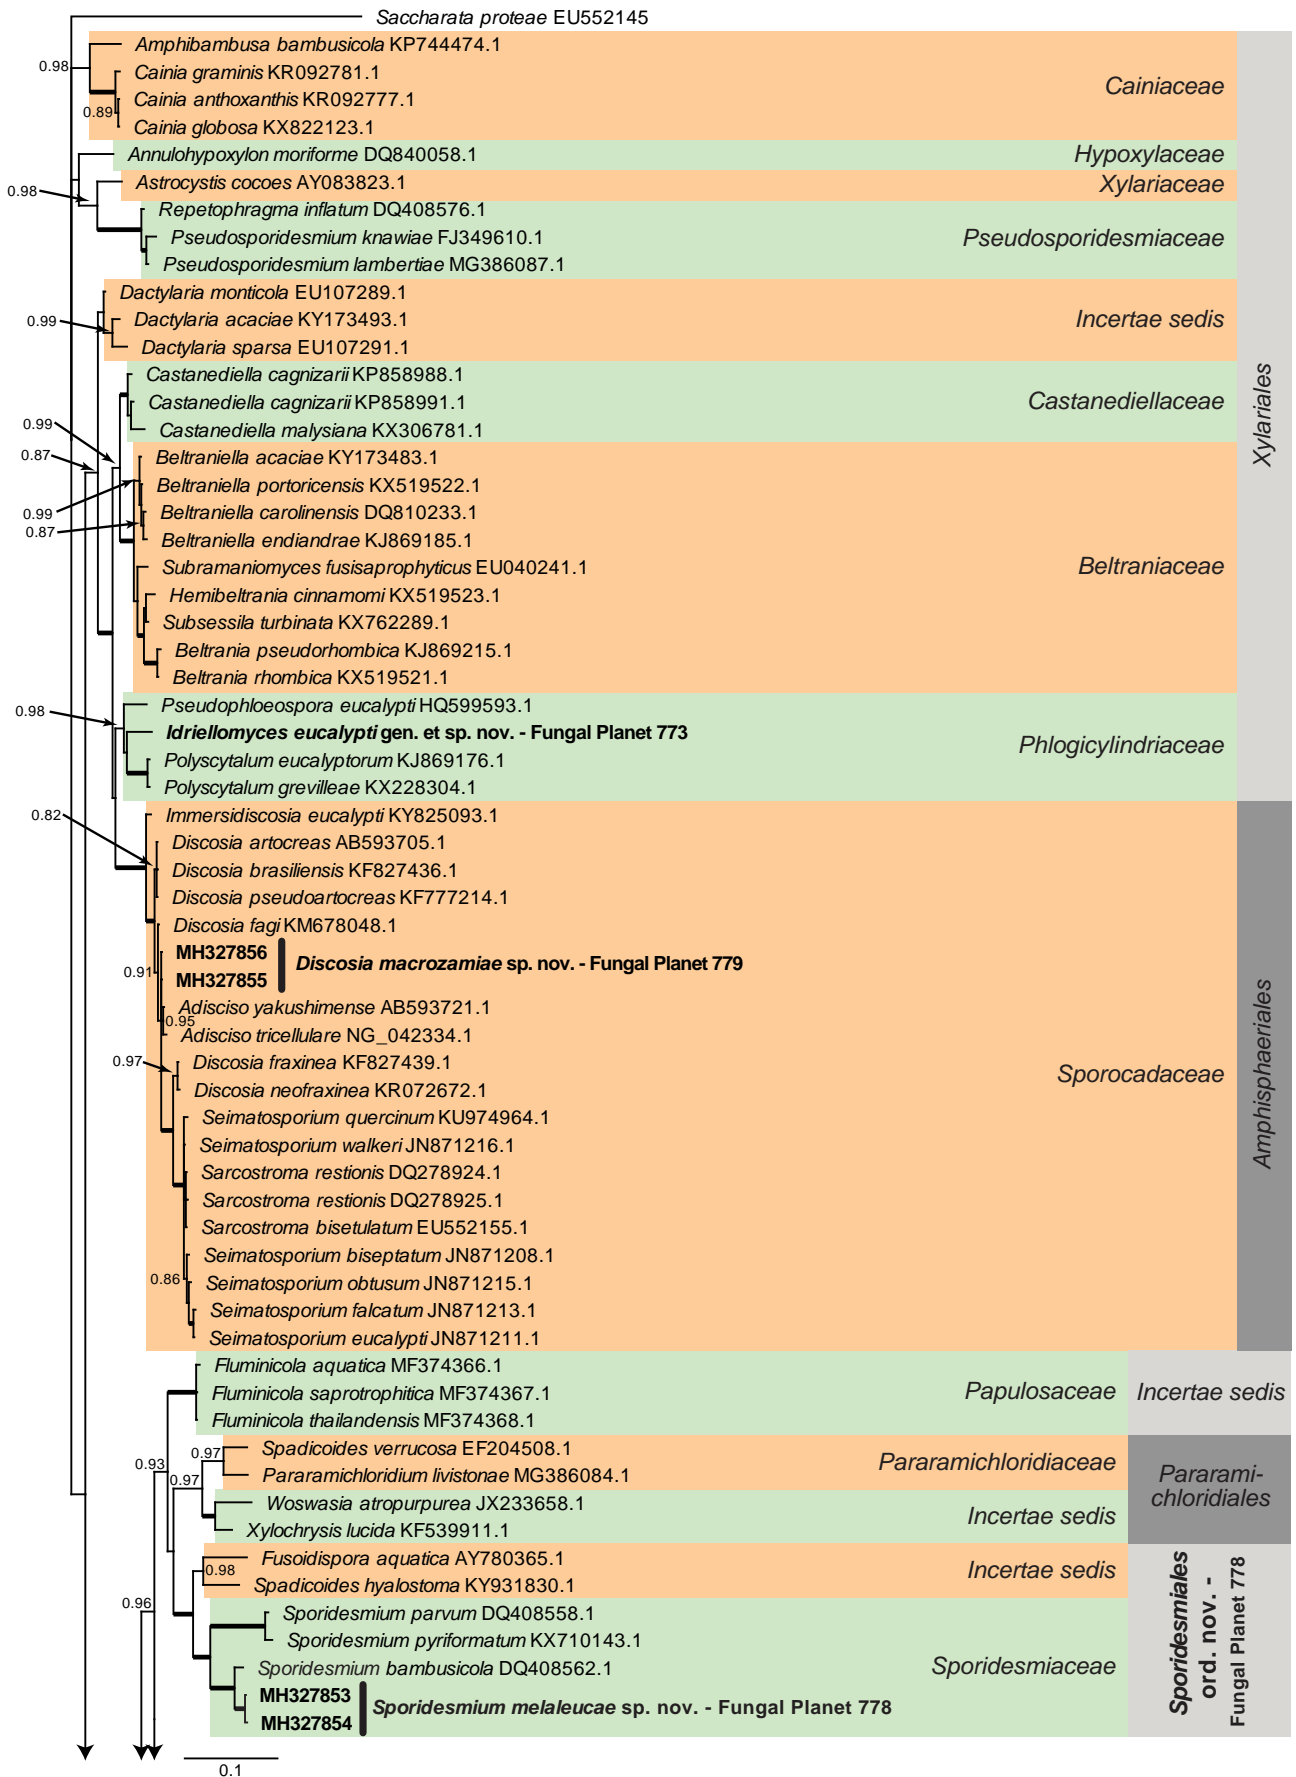 Saccharata proteae EU552145
Amphibambusa bambusicola KP744474.1
0.98
Cainia graminis KR092781.1
Cainiaceae
Cainia anthoxanthis KR092777.1
0.89
Cainia globosa KX822123.1
Annulohypoxylon moriforme DQ840058.1
Hypoxylaceae
Astrocystis cocoes AY083823.1
Xylariaceae
0.98
Repetophragma inflatum DQ408576.1
Pseudosporidesmium knawiae FJ349610.1
Pseudosporidesmiaceae
Pseudosporidesmium lambertiae MG386087.1
Dactylaria monticola EU107289.1
0.99
Dactylaria acaciae KY173493.1
Incertae sedis
Dactylaria sparsa EU107291.1
Castanediella cagnizarii KP858988.1
Castanediella cagnizarii KP858991.1
Castanediellaceae
Xylariales
0.99
Castanediella malysiana KX306781.1
0.87
Beltraniella acaciae KY173483.1
Beltraniella portoricensis KX519522.1
0.99
Beltraniella carolinensis DQ810233.1
0.87
Beltraniella endiandrae KJ869185.1
Subramaniomyces fusisaprophyticus EU040241.1
Beltraniaceae
Hemibeltrania cinnamomi KX519523.1
Subsessila turbinata KX762289.1
Beltrania pseudorhombica KJ869215.1
Beltrania rhombica KX519521.1
Pseudophloeospora eucalypti HQ599593.1
0.98
Idriellomyces eucalypti gen. et sp. nov. - Fungal Planet 773
Phlogicylindriaceae
Polyscytalum eucalyptorum KJ869176.1
Polyscytalum grevilleae KX228304.1
0.82
Immersidiscosia eucalypti KY825093.1
Discosia artocreas AB593705.1
Discosia brasiliensis KF827436.1
Discosia pseudoartocreas KF777214.1
Discosia fagi KM678048.1
MH327856
Discosia macrozamiae sp. nov. - Fungal Planet 779
0.91
MH327855
Adisciso yakushimense AB593721.1
0.95
Adisciso tricellulare NG_042334.1
0.97
Discosia fraxinea KF827439.1
Sporocadaceae
Amphisphaeriales
Discosia neofraxinea KR072672.1
Seimatosporium quercinum KU974964.1
Seimatosporium walkeri JN871216.1
Sarcostroma restionis DQ278924.1
Sarcostroma restionis DQ278925.1
Sarcostroma bisetulatum EU552155.1
Seimatosporium biseptatum JN871208.1
0.86
Seimatosporium obtusum JN871215.1
Seimatosporium falcatum JN871213.1
Seimatosporium eucalypti JN871211.1
Fluminicola aquatica MF374366.1
Fluminicola saprotrophitica MF374367.1
Papulosaceae
Incertae sedis
Fluminicola thailandensis MF374368.1
0.97
Spadicoides verrucosa EF204508.1
0.93
Pararamichloridiaceae
0.97
Pararamichloridium livistonae MG386084.1
Pararami-
chloridiales
Woswasia atropurpurea JX233658.1
Incertae sedis
Xylochrysis lucida KF539911.1
Fusoidispora aquatica AY780365.1
0.98
Incertae sedis
Spadicoides hyalostoma KY931830.1
0.96
Sporidesmium parvum DQ408558.1
Sporidesmium pyriformatum KX710143.1
Sporidesmium bambusicola DQ408562.1
Sporidesmiaceae
Sporidesmiales
ord. nov. -
Fungal Planet 778
MH327853
Sporidesmium melaleucae sp. nov. - Fungal Planet 778
MH327854
0.1